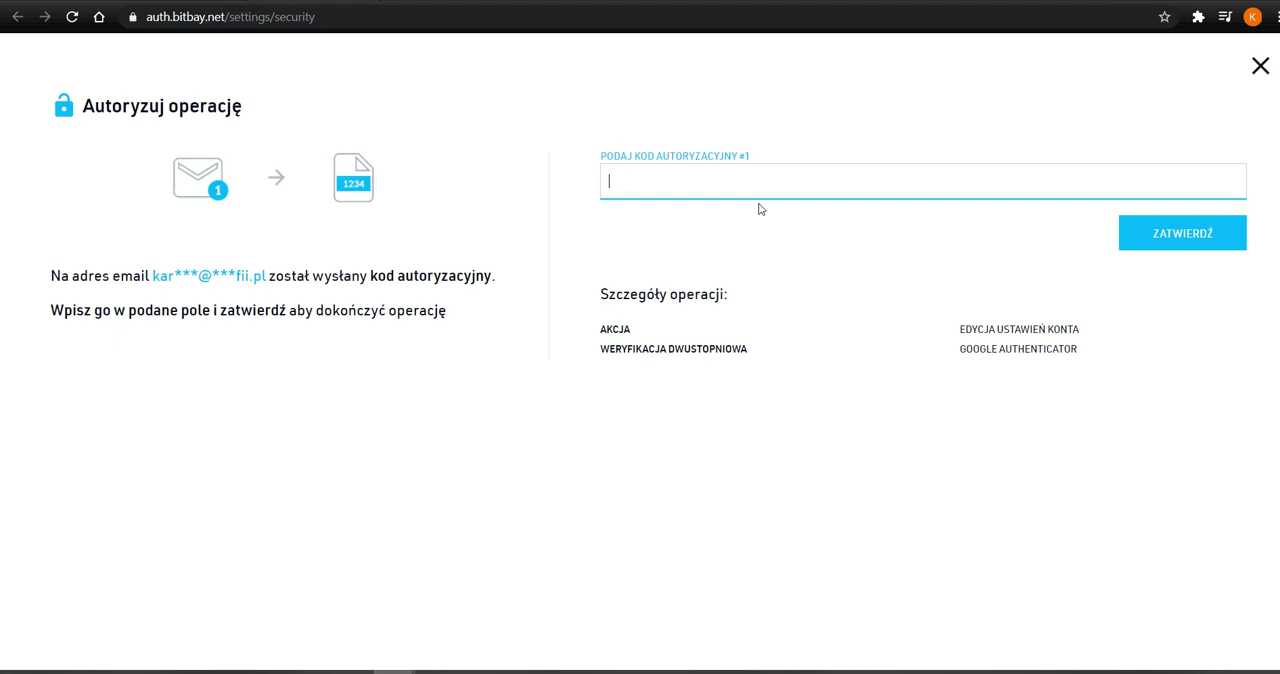 auth.bitbay.net/settings/security
K
Autoryzuj operację
1
1234
Na adres email kar***@***fii.pl został wysłany kod autoryzacyjny.
Wpisz go w podane pole i zatwierdź aby dokończyć operację
PODAJ KOD AUTORYZACYJNY #1
ZATWIERDŹ
Szczegóły operacji:
AKCJA EDYCJA USTAWIEŃ KONTA
WERYFIKACJA DWUSTOPNIOWA GOOGLE AUTHENTICATOR